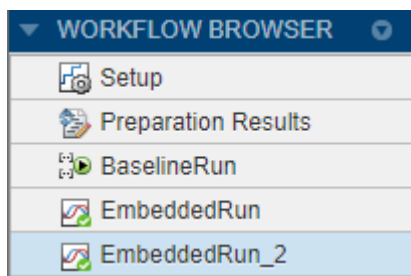 WORKFLOW BROWSER
Setup
Preparation Results
BaselineRun
EmbeddedRun
EmbeddedRun_2